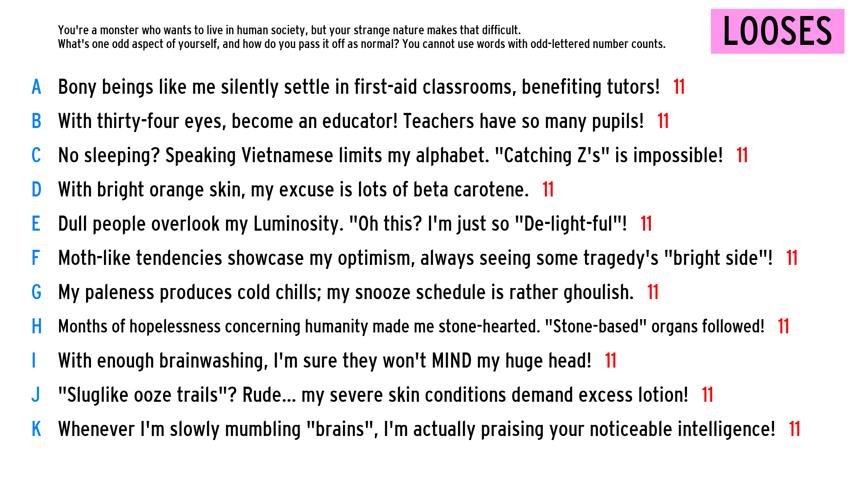 You're a monster who wants to live in human society, but your strange nature makes that difficult.
What's one odd aspect of yourself, and how do you pass it off as normal? You cannot use words with odd-lettered number counts.
LOOSES
A Bony beings like me silently settle in first-aid classrooms, benefiting tutors! 11
B With thirty-four eyes, become an educator! Teachers have so many pupils! 11
C No sleeping? Speaking Vietnamese limits my alphabet. "Catching Z's" is impossible! 11
D With bright orange skin, my excuse is lots of beta carotene. 11
E Dull people overlook my Luminosity. "Oh this? I'm just so "De-light-ful"! 11
F Moth-like tendencies showcase my optimism, always seeing some tragedy's "bright side"! 11
G My paleness produces cold chills; my snooze schedule is rather ghoulish. 11
H Months of hopelessness concerning humanity made me stone-hearted. "Stone-based" organs followed! 11
I With enough brainwashing, I'm sure they won't MIND my huge head! 11
J "Sluglike ooze trails"? Rude... my severe skin conditions demand excess lotion! 11
K Whenever I'm slowly mumbling "brains", I'm actually praising your noticeable intelligence! 11